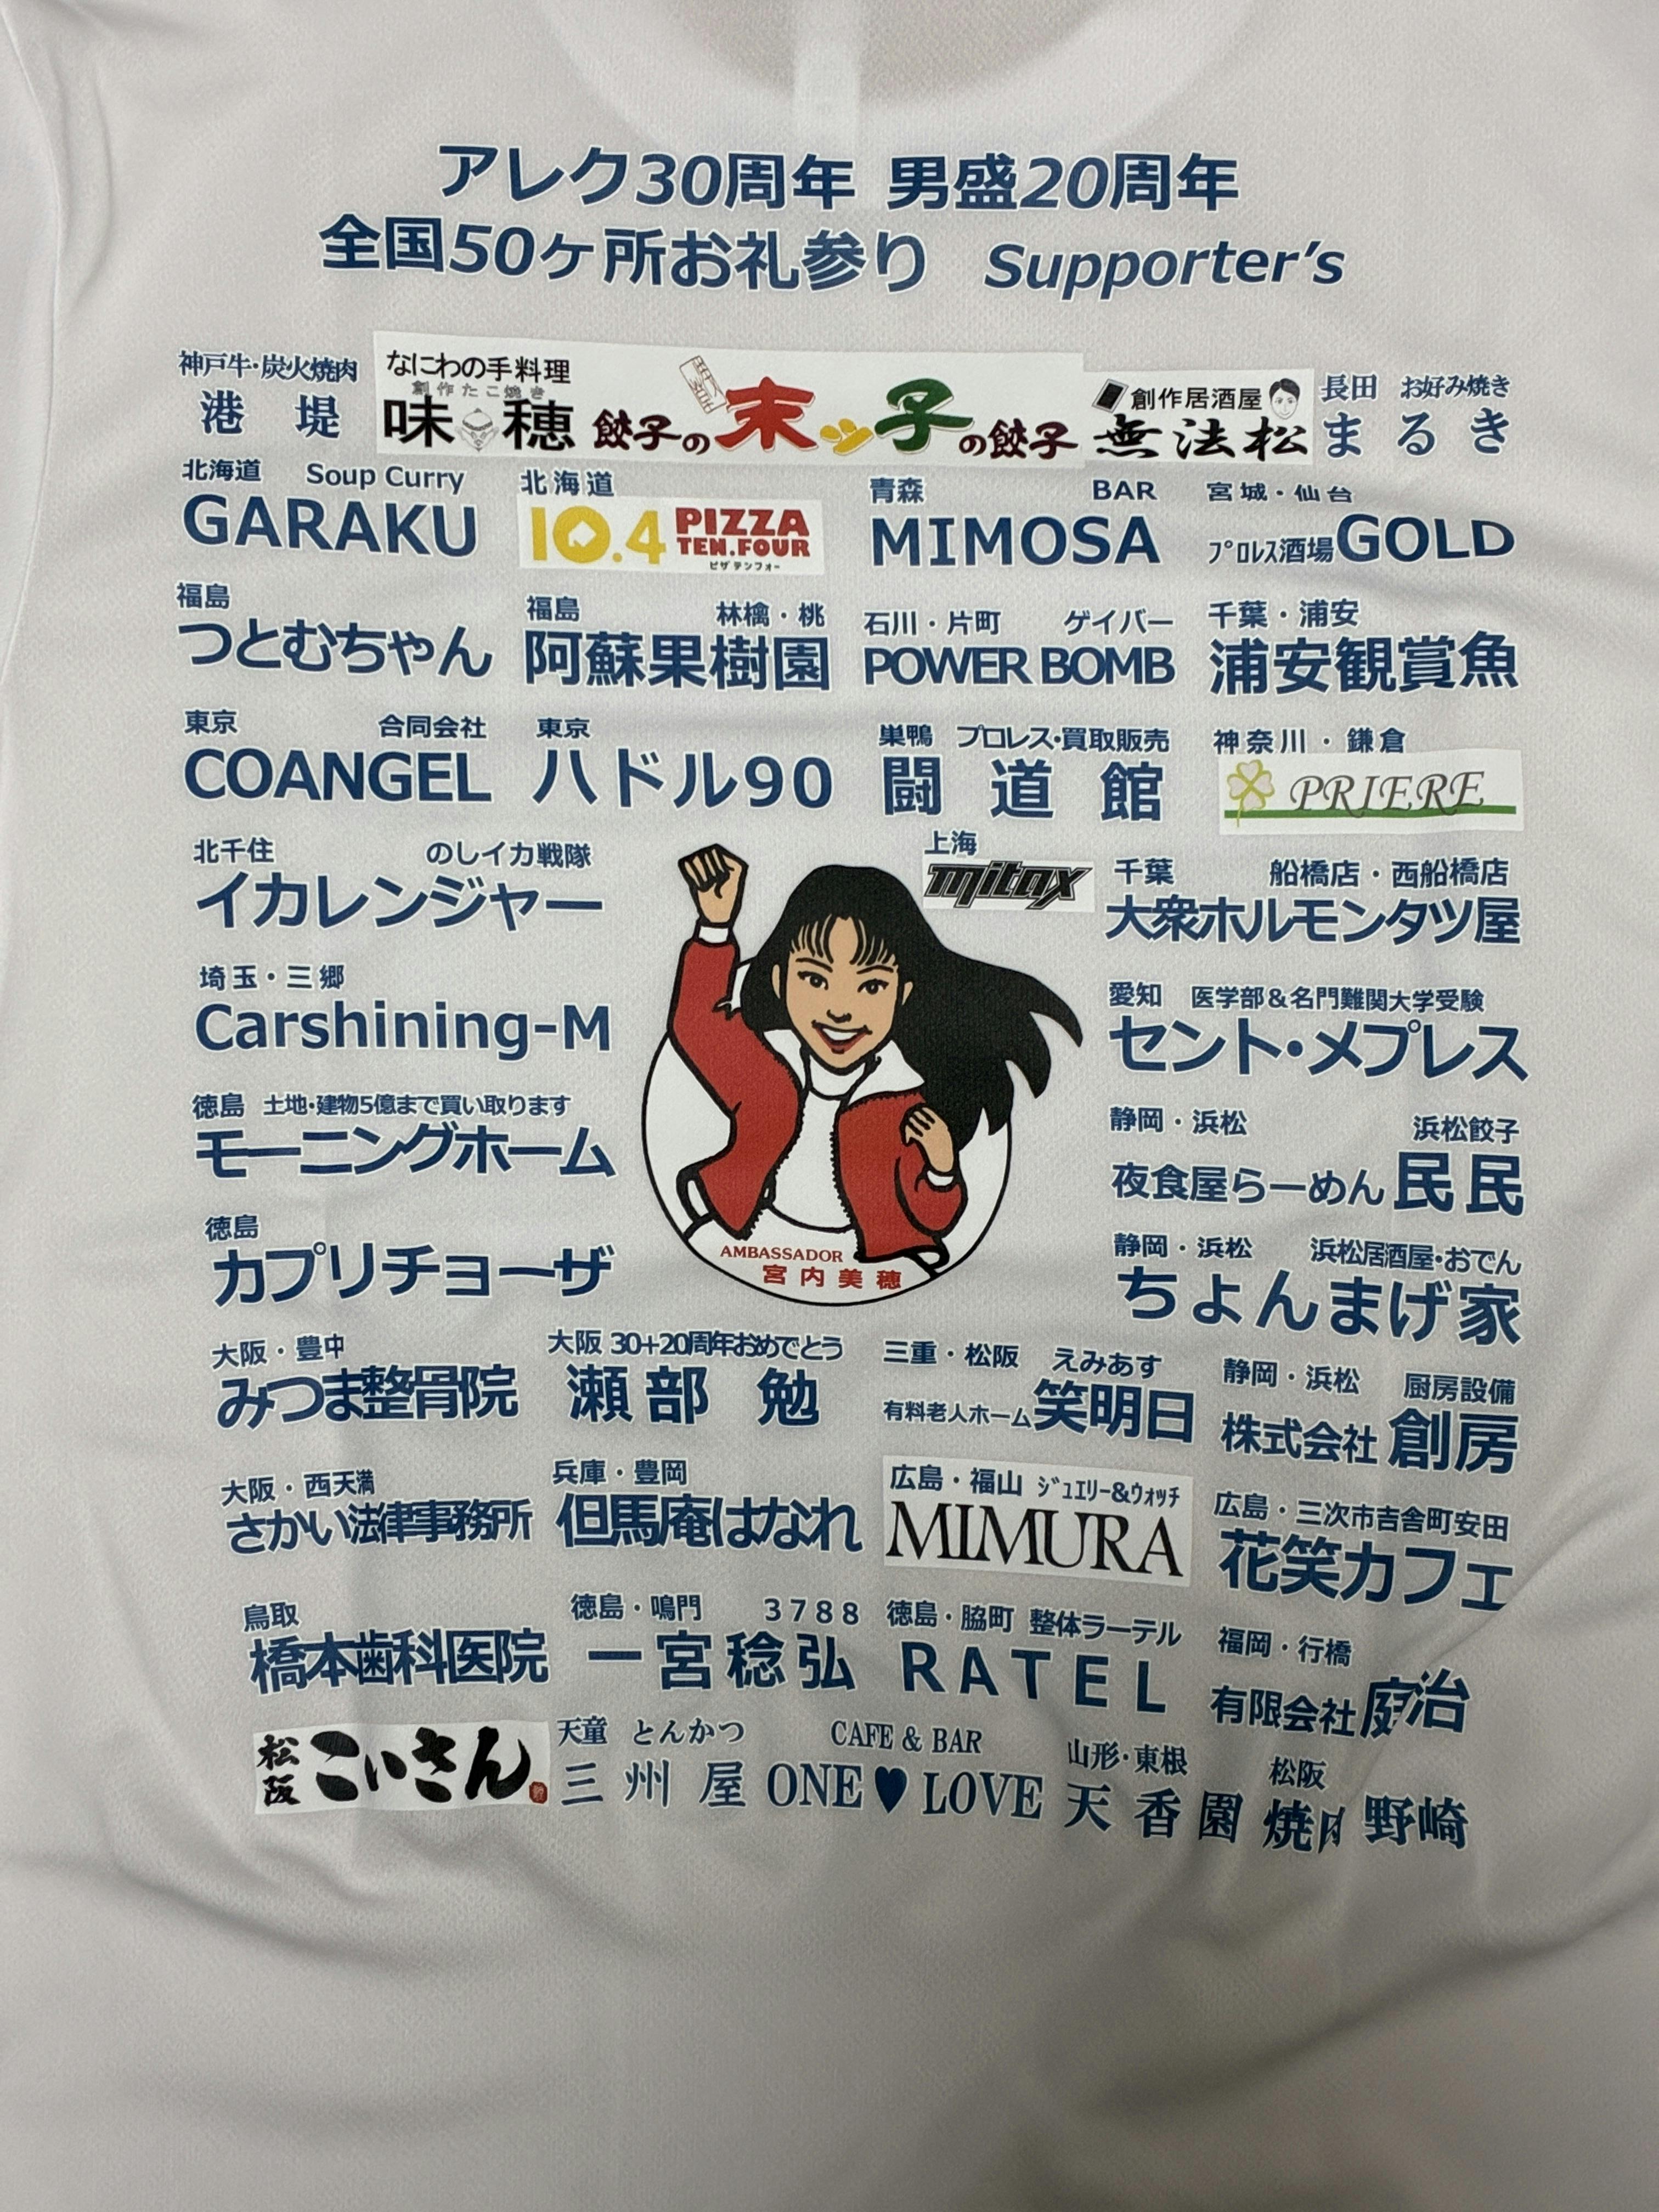 アレク30周年 男盛20周年
全国50ヶ所お礼参り Supporter's
神戸牛・炭火焼肉
港 堤
なにわの手料理
創作たこ焼き
味穂
餃子の末ッ子の餃子
創作居酒屋
無法松
長田 お好み焼き
まるき
北海道 Soup Curry
GARAKU
北海道
10.4 PIZZA
TEN.FOUR
ピザ テンフォー
青森 BAR
MIMOSA
宮城・仙台
プロレス酒場GOLD
福島
つとむちゃん
福島 林檎・桃
阿蘇果樹園
石川・片町 ゲイバー
POWER BOMB
千葉・浦安
浦安観賞魚
東京 合同会社
COANGEL
東京
ハドル90
巣鴨 プロレス・買取販売
闘道館
神奈川・鎌倉
PRIERE
北千住 のしイカ戦隊
イカレンジャー
上海
mitax
千葉 船橋店・西船橋店
大衆ホルモンタツ屋
埼玉・三郷
Carshining-M
愛知 医学部＆名門難関大学受験
セント・メプレス
徳島 土地・建物5億まで買い取ります
モーニングホーム
静岡・浜松 浜松餃子
夜食屋らーめん民民
徳島
カプリチョーザ
AMBASSADOR
宮内美穂
静岡・浜松 浜松居酒屋・おでん
ちょんまげ家
大阪・豊中
みつま整骨院
大阪 30+20周年おめでとう
瀬部 勉
三重・松阪 えみあす
有料老人ホーム笑明日
静岡・浜松 厨房設備
株式会社創房
大阪・西天満
さかい法律事務所
兵庫・豊岡
但馬庵はなれ
広島・福山 ジュエリー&ウォッチ
MIMURA
広島・三次市吉舎町安田
花笑カフェ
鳥取
橋本歯科医院
徳島・鳴門 3788
一宮稔弘
徳島・脇町 整体ラーテル
RATEL
福岡・行橋
有限会社庭治
松阪 こいさん
天童 とんかつ
三州屋
CAFE & BAR
ONE♥LOVE
山形・東根
天香園
松阪
焼肉 野崎